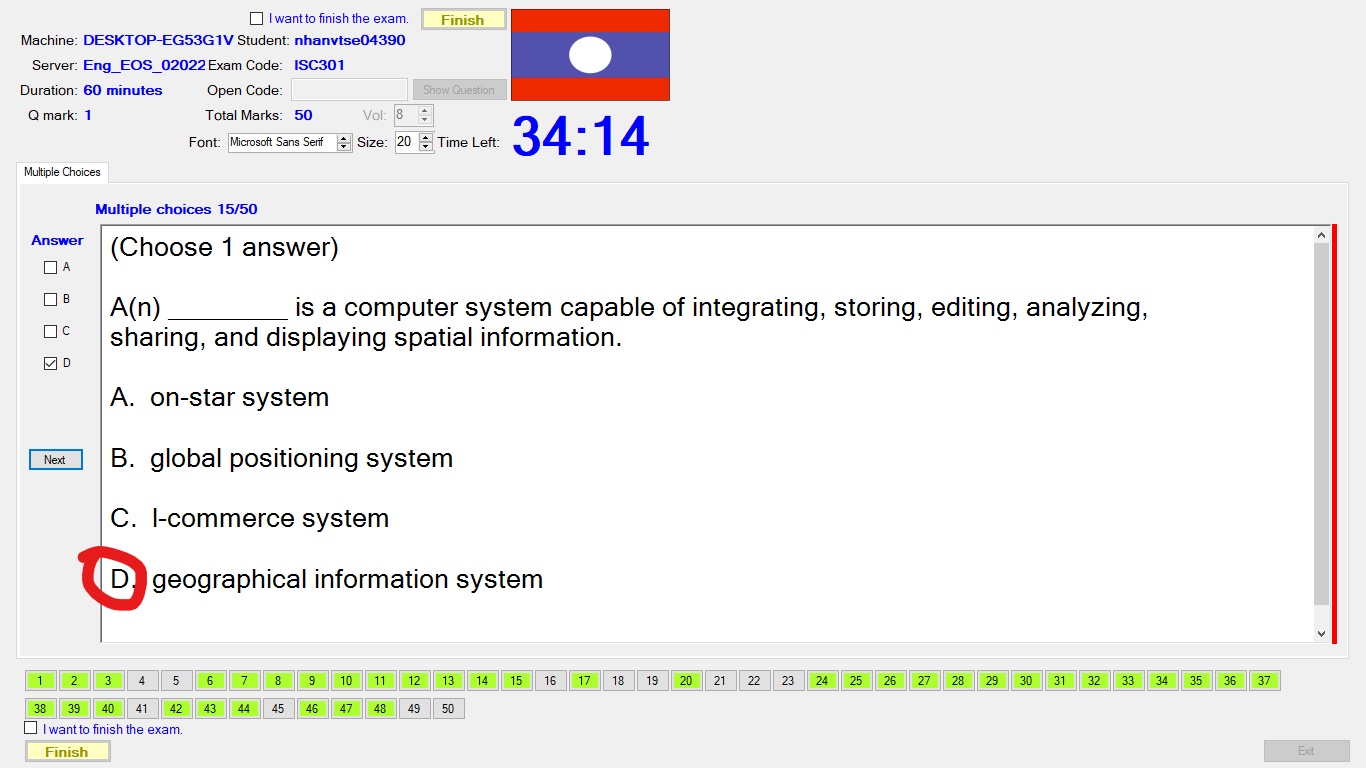 I want to finish the exam. Finish
Machine: DESKTOP-EG53G1V Student: nhanvtse04390
Server: Eng_EOS_02022 Exam Code: ISC301
Duration: 60 minutes Open Code: Show Question
Q mark: 1 Total Marks: 50 Vol: 8
Font: Microsoft Sans Serif Size: 20 Time Left: 34:14
Multiple Choices
Multiple choices 15/50
Answer
A
B
C
D
Next
(Choose 1 answer)
A(n) _________ is a computer system capable of integrating, storing, editing, analyzing,
sharing, and displaying spatial information.
A. on-star system
B. global positioning system
C. l-commerce system
D. geographical information system
1 2 3 4 5 6 7 8 9 10 11 12 13 14 15 16 17 18 19 20 21 22 23 24 25 26 27 28 29 30 31 32 33 34 35 36 37
38 39 40 41 42 43 44 45 46 47 48 49 50
I want to finish the exam.
Finish Exit